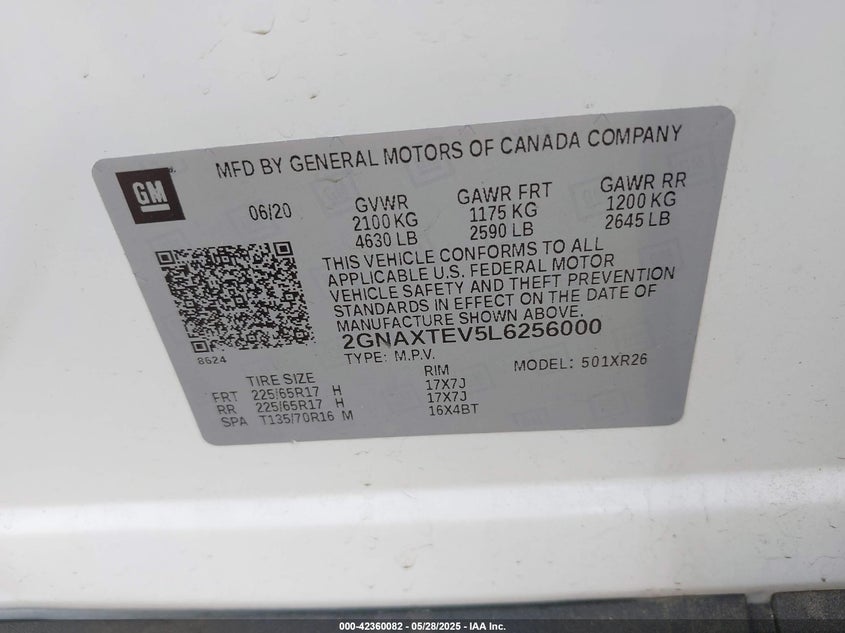 MFD BY GENERAL MOTORS OF CANADA COMPANY
GM
06/20
GVWR
2100 KG
4630 LB
GAWR FRT
1175 KG
2590 LB
GAWR RR
1200 KG
2645 LB
THIS VEHICLE CONFORMS TO ALL
APPLICABLE U.S. FEDERAL MOTOR
VEHICLE SAFETY AND THEFT PREVENTION
STANDARDS IN EFFECT ON THE DATE OF
MANUFACTURE SHOWN ABOVE.
2GNAXTEV5L6256000
8624
TYPE: M.P.V.
MODEL: 501XR26
TIRE SIZE
RIM
FRT 225/65R17 H 17X7J
RR 225/65R17 H 17X7J
SPA T135/70R16 M 16X4BT
000-42360082 - 05/28/2025 - IAA Inc.